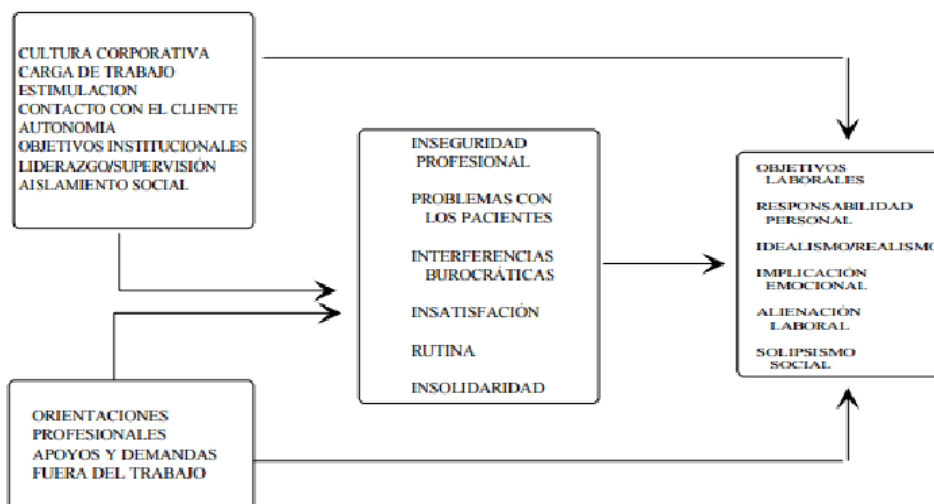 CULTURA CORPORATIVA
CARGA DE TRABAJO
ESTIMULACION
CONTACTO CON EL CLIENTE
AUTONOMIA
OBJETIVOS INSTITUCIONALES
LIDERAZGO/SUPERVISIÓN
AISLAMIENTO SOCIAL
ORIENTACIONES
PROFESIONALES
APOYOS Y DEMANDAS
FUERA DEL TRABAJO
INSEGURIDAD
PROFESIONAL
PROBLEMAS CON
LOS PACIENTES
INTERFERENCIAS
BUROCRÁTICAS
INSATISFACIÓN
RUTINA
INSOLIDARIDAD
OBJETIVOS
LABORALES
RESPONSABILIDAD
PERSONAL
IDEALISMO/REALISMO
IMPLICACIÓN
EMOCIONAL
ALIENACIÓN
LABORAL
SOLIPSISMO
SOCIAL